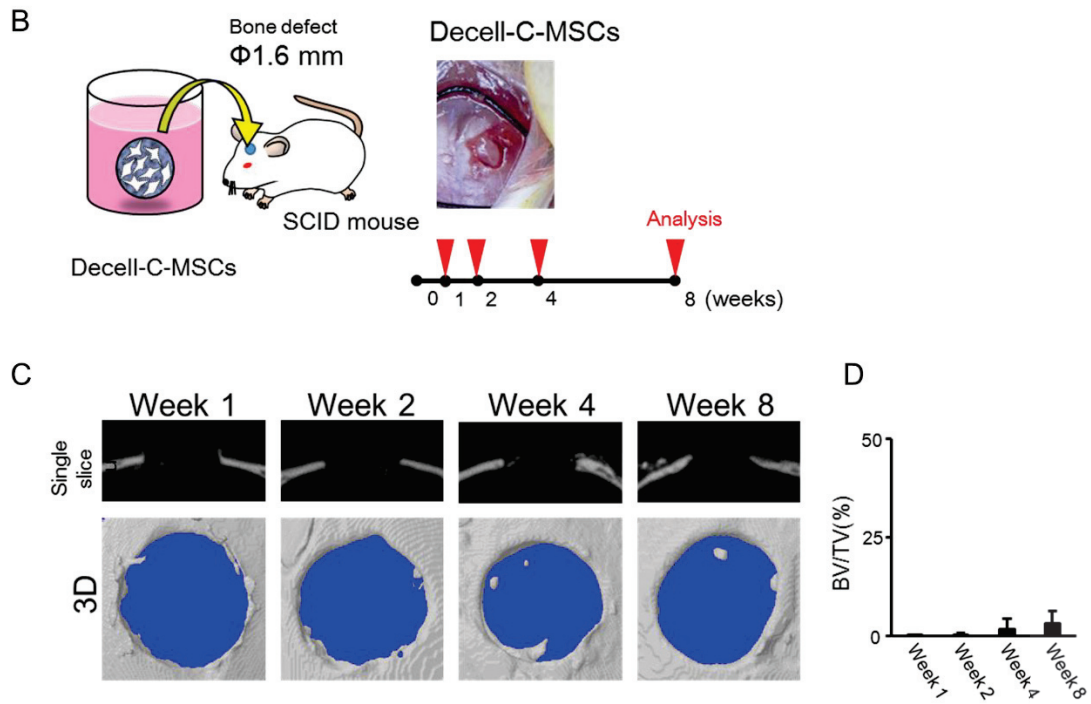 B
Bone defect
Φ1.6 mm
Decell-C-MSCs
SCID mouse
Decell-C-MSCs
Analysis
0 1 2 4 8 (weeks)
C
Week 1 Week 2 Week 4 Week 8
Single
slice
3D
D
BV/TV(%)
50
25
0
Week 1
Week 2
Week 4
Week 8